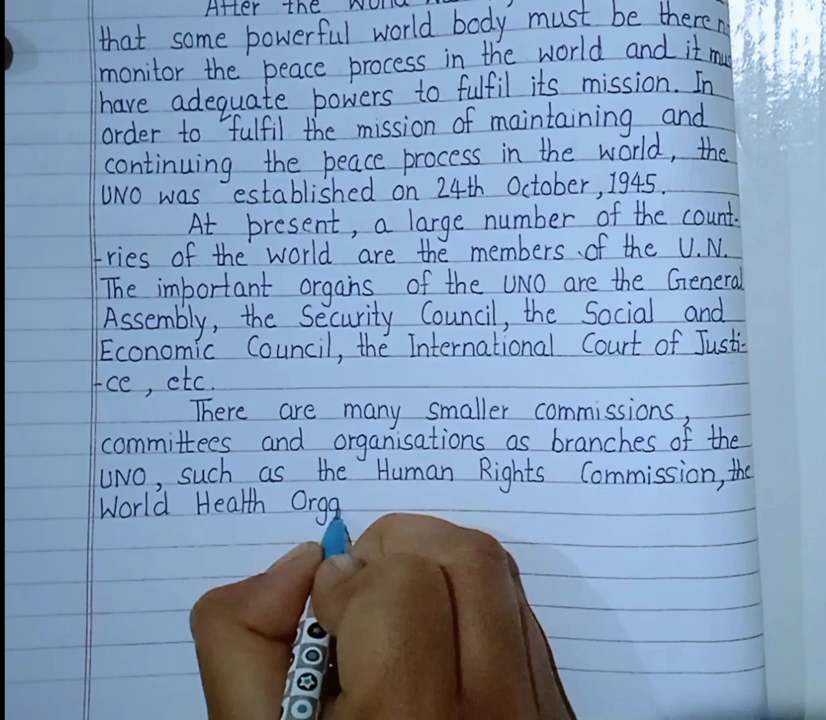 After the World
that some powerful world body must be there
monitor the peace process in the world and it
have adequate powers to fulfil its mission. In
order to fulfil the mission of maintaining and
continuing the peace process in the world, the
UNO was established on 24th October, 1945.
At present, a large number of the count-
-ries of the world are the members of the U.N.
The important organs of the UNO are the General
Assembly, the Security Council, the Social and
Economic Council, the International Court of Justi-
-ce, etc.
There are many smaller commissions,
committees and organisations as branches of the
UNO, such as the Human Rights Commission, the
World Health Orga